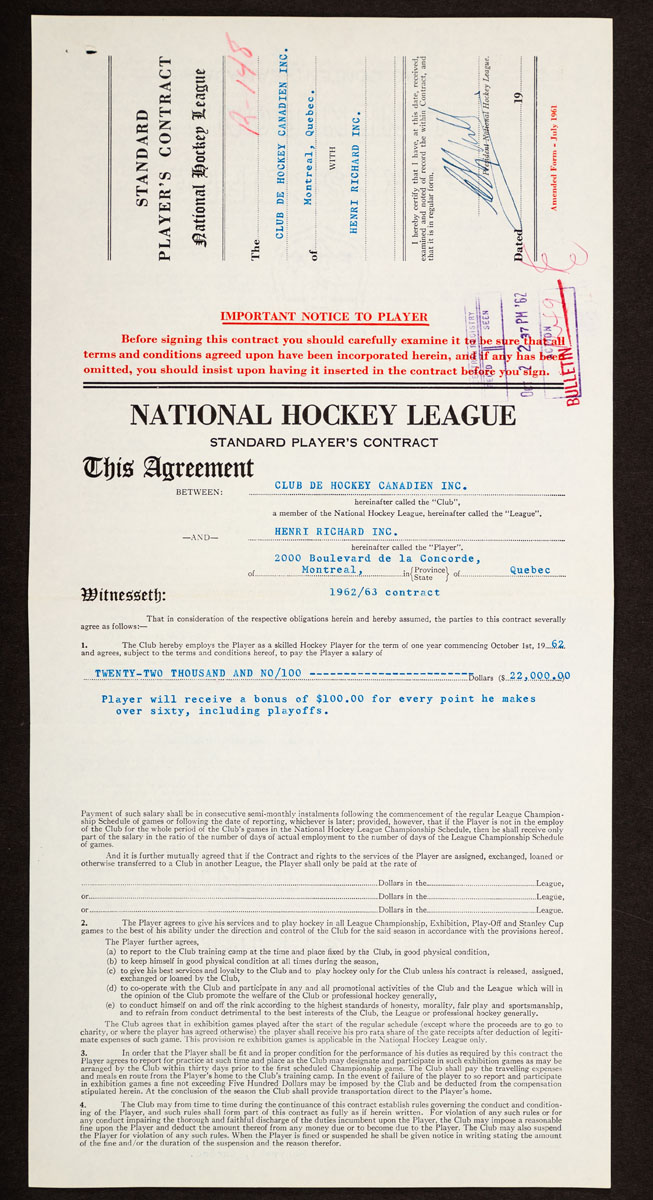 STANDARD
PLAYER'S CONTRACT
National Hockey League
R-148
The
CLUB DE HOCKEY CANADIEN INC.
of
Montreal, Quebec.
WITH
HENRI RICHARD INC.
I hereby certify that I have, at this date, received,
examined and noted of record the within Contract, and
that it is in regular form.
President National Hockey League.
Dated 19
Amended Form - July 1961
IMPORTANT NOTICE TO PLAYER
Before signing this contract you should carefully examine it to be sure that all
terms and conditions agreed upon have been incorporated herein, and if any has been
omitted, you should insist upon having it inserted in the contract before you sign.
REGISTRY
SEEN
OCT 2 2 37 PM '62
ACTION
BULLETIN
NATIONAL HOCKEY LEAGUE
STANDARD PLAYER'S CONTRACT
This Agreement
BETWEEN: CLUB DE HOCKEY CANADIEN INC.
hereinafter called the "Club",
a member of the National Hockey League, hereinafter called the "League".
—AND— HENRI RICHARD INC.
hereinafter called the "Player".
2000 Boulevard de la Concorde,
of Montreal, in {Province State} of Quebec
Witnesseth: 1962/63 contract
That in consideration of the respective obligations herein and hereby assumed, the parties to this contract severally
agree as follows:—
1. The Club hereby employs the Player as a skilled Hockey Player for the term of one year commencing October 1st, 19 62
and agrees, subject to the terms and conditions hereof, to pay the Player a salary of
TWENTY-TWO THOUSAND AND NO/100 ------------------------ Dollars ($ 22,000.00
Player will receive a bonus of $100.00 for every point he makes
over sixty, including playoffs.
Payment of such salary shall be in consecutive semi-monthly instalments following the commencement of the regular League Champion-
ship Schedule of games or following the date of reporting, whichever is later; provided, however, that if the Player is not in the employ
of the Club for the whole period of the Club's games in the National Hockey League Championship Schedule, then he shall receive only
part of the salary in the ratio of the number of days of actual employment to the number of days of the League Championship Schedule
of games.
And it is further mutually agreed that if the Contract and rights to the services of the Player are assigned, exchanged, loaned or
otherwise transferred to a Club in another League, the Player shall only be paid at the rate of
Dollars in the League,
or Dollars in the League,
or Dollars in the League.
2. The Player agrees to give his services and to play hockey in all League Championship, Exhibition, Play-Off and Stanley Cup
games to the best of his ability under the direction and control of the Club for the said season in accordance with the provisions hereof.
The Player further agrees,
(a) to report to the Club training camp at the time and place fixed by the Club, in good physical condition,
(b) to keep himself in good physical condition at all times during the season,
(c) to give his best services and loyalty to the Club and to play hockey only for the Club unless his contract is released, assigned,
exchanged or loaned by the Club,
(d) to co-operate with the Club and participate in any and all promotional activities of the Club and the League which will in
the opinion of the Club promote the welfare of the Club or professional hockey generally,
(e) to conduct himself on and off the rink according to the highest standards of honesty, morality, fair play and sportsmanship,
and to refrain from conduct detrimental to the best interests of the Club, the League or professional hockey generally.
The Club agrees that in exhibition games played after the start of the regular schedule (except where the proceeds are to go to
charity, or where the player has agreed otherwise) the player shall receive his pro rata share of the gate receipts after deduction of legiti-
mate expenses of such game. This provision re exhibition games is applicable in the National Hockey League only.
3. In order that the Player shall be fit and in proper condition for the performance of his duties as required by this contract the
Player agrees to report for practice at such time and place as the Club may designate and participate in such exhibition games as may be
arranged by the Club within thirty days prior to the first scheduled Championship game. The Club shall pay the travelling expenses
and meals en route from the Player's home to the Club's training camp. In the event of failure of the player to so report and participate
in exhibition games a fine not exceeding Five Hundred Dollars may be imposed by the Club and be deducted from the compensation
stipulated herein. At the conclusion of the season the Club shall provide transportation direct to the Player's home.
4. The Club may from time to time during the continuance of this contract establish rules governing the conduct and condition-
ing of the Player, and such rules shall form part of this contract as fully as if herein written. For violation of any such rules or for
any conduct impairing the thorough and faithful discharge of the duties incumbent upon the Player, the Club may impose a reasonable
fine upon the Player and deduct the amount thereof from any money due or to become due to the Player. The Club may also suspend
the Player for violation of any such rules. When the Player is fined or suspended he shall be given notice in writing stating the amount
of the fine and/or the duration of the suspension and the reason therefor.